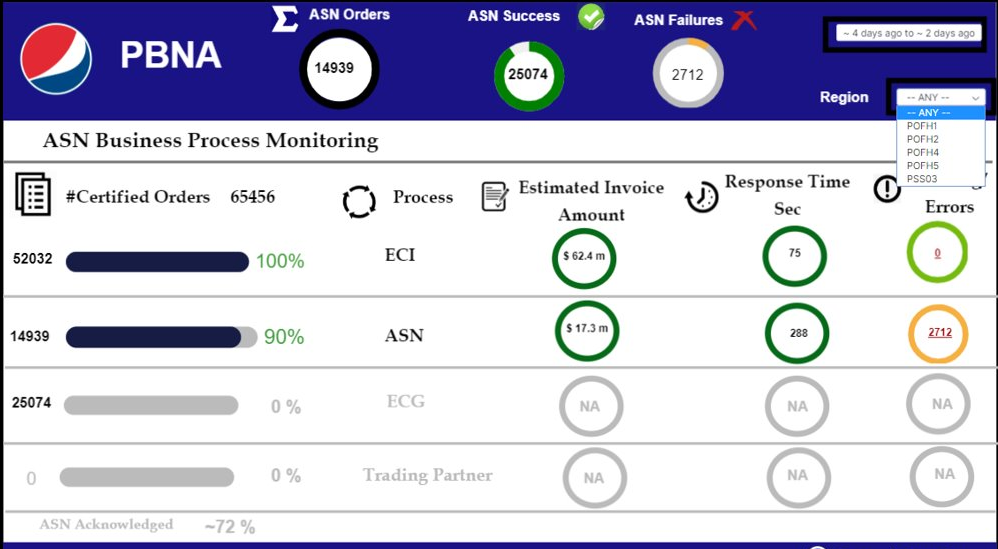 ASN Orders
ASN Success
ASN Failures
~ 4 days ago to ~ 2 days ago
PBNA
14939
25074
2712
Region
-- ANY --
-- ANY --
POFH1
POFH2
POFH4
POFH5
PSS03
ASN Business Process Monitoring
#Certified Orders 65456
Process
Estimated Invoice
Amount
Response Time
Sec
Errors
52032
100%
ECI
$ 62.4 m
75
0
14939
90%
ASN
$ 17.3 m
288
2712
25074
0 %
ECG
NA
NA
NA
0
0 %
Trading Partner
NA
NA
NA
ASN Acknowledged ~72 %